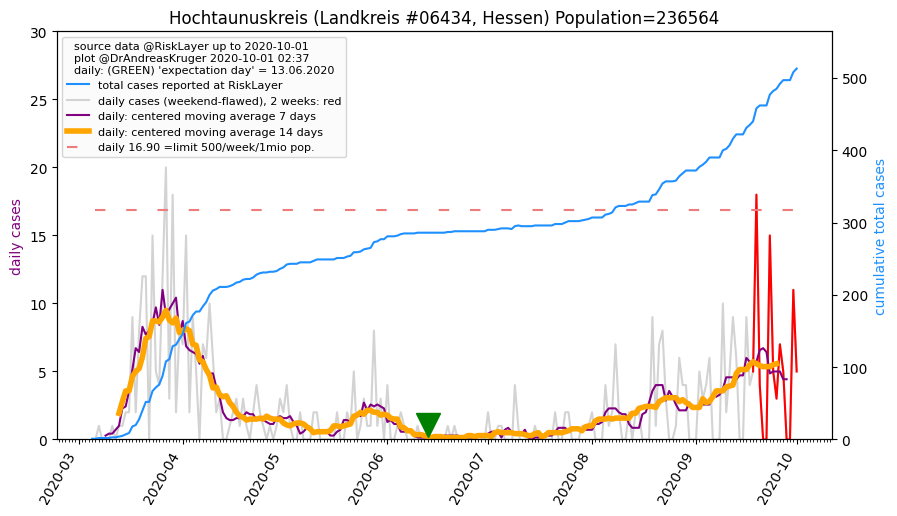 Hochtaunuskreis (Landkreis #06434, Hessen) Population=236564
source data @RiskLayer up to 2020-10-01
plot @DrAndreasKruger 2020-10-01 02:37
daily: (GREEN) 'expectation day' = 13.06.2020
total cases reported at RiskLayer
daily cases (weekend-flawed), 2 weeks: red
daily: centered moving average 7 days
daily: centered moving average 14 days
daily 16.90 =limit 500/week/1mio pop.
daily cases
30
25
20
15
10
5
0
cumulative total cases
500
400
300
200
100
0
2020-03
2020-04
2020-05
2020-06
2020-07
2020-08
2020-09
2020-10